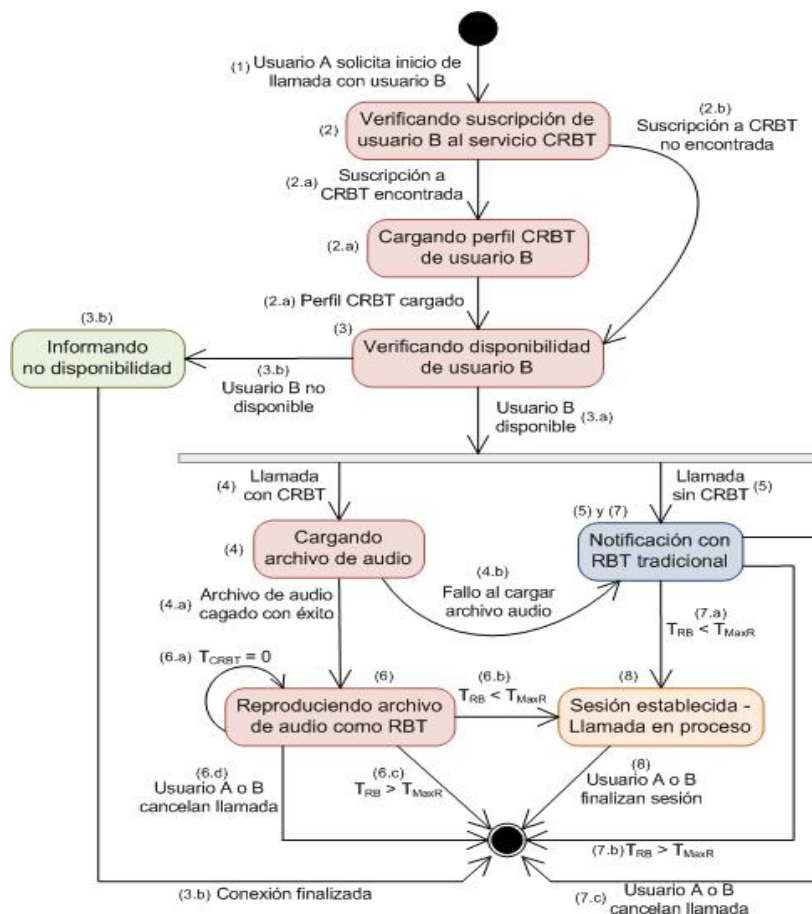 (1) Usuario A solicita inicio de
llamada con usuario B
(2) Verificando suscripción de
usuario B al servicio CRBT
(2.b)
Suscripción a CRBT
no encontrada
(2.a) Suscripción a
CRBT encontrada
(2.a) Cargando perfil CRBT
de usuario B
(2.a) Perfil CRBT cargado
(3)
Verificando disponibilidad
de usuario B
(3.b)
Informando
no disponibilidad
(3.b)
Usuario B no
disponible
Usuario B
disponible (3.a)
(4) Llamada
con CRBT
Llamada
sin CRBT (5)
(4) Cargando
archivo de audio
(5) y (7)
Notificación con
RBT tradicional
(4.a) Archivo de audio
cagado con éxito
(4.b)
Fallo al cargar
archivo audio
(7.a)
TRB < TMaxR
(6.a) TCRBT = 0
(6)
Reproduciendo archivo
de audio como RBT
(6.b)
TRB < TMaxR
(8)
Sesión establecida -
Llamada en proceso
(6.d)
Usuario A o B
cancelan llamada
(6.c)
TRB > TMaxR
(8)
Usuario A o B
finalizan sesión
(7.b) TRB > TMaxR
(3.b) Conexión finalizada
(7.c) Usuario A o B
cancelan llamada